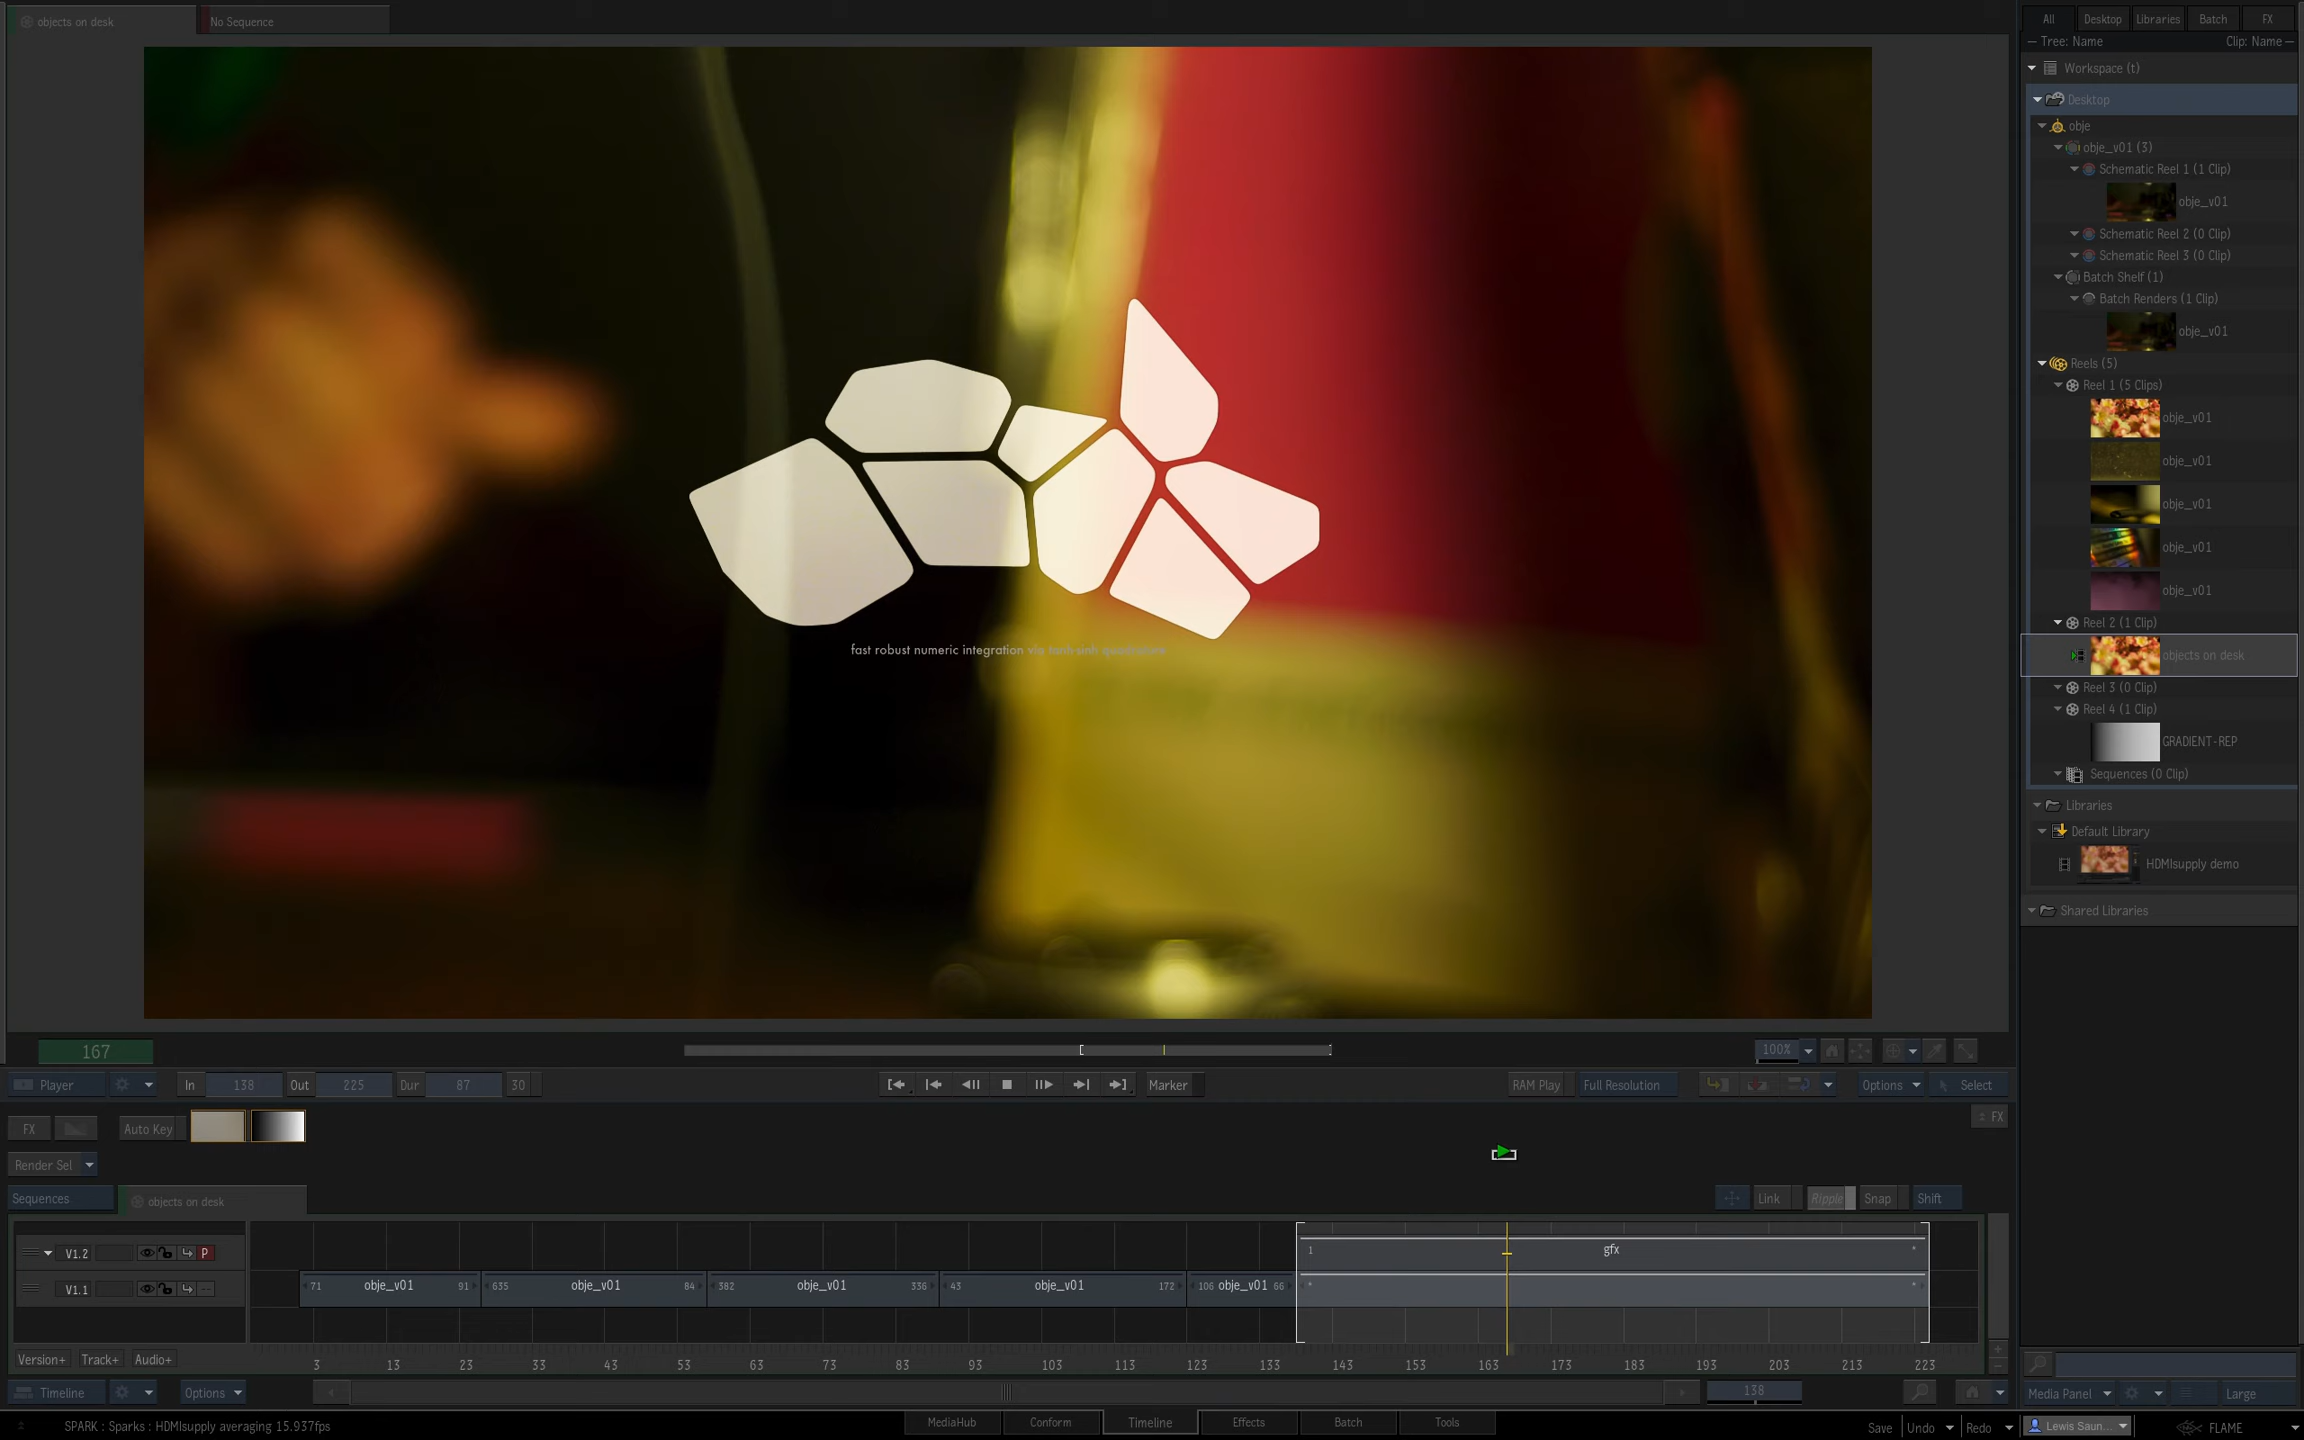 objects on desk
No Sequence
All Desktop Libraries Batch FX
Tree: Name Clip: Name
Workspace (t)
Desktop
obje
obje_v01 (3)
Schematic Reel 1 (1 Clip)
obje_v01
Schematic Reel 2 (0 Clip)
Schematic Reel 3 (0 Clip)
Batch Shelf (1)
Batch Renders (1 Clip)
obje_v01
Reels (5)
Reel 1 (5 Clips)
obje_v01
obje_v01
obje_v01
obje_v01
obje_v01
Reel 2 (1 Clip)
objects on desk
Reel 3 (0 Clip)
Reel 4 (1 Clip)
GRADIENT-REP
Sequences (0 Clip)
Libraries
Default Library
HDMIsupply demo
Shared Libraries
fast robust numeric integration via tanh-sinh quadrature
167
100%
Player In 138 Out 225 Dur 87 30 Marker RAM Play Full Resolution Options Select
FX Auto Key FX
Render Sel
Sequences objects on desk Link Ripple Snap Shift
V1.2 P 1 gfx
V1.1 71 obje_v01 91 635 obje_v01 84 382 obje_v01 336 43 obje_v01 172 106 obje_v01 66
Version+ Track+ Audio+ 3 13 23 33 43 53 63 73 83 93 103 113 123 133 143 153 163 173 183 193 203 213 223
Timeline Options 138 Media Panel Large
SPARK : Sparks : HDMIsupply averaging 15.937fps MediaHub Conform Timeline Effects Batch Tools Save Undo Redo Lewis Saun... FLAME